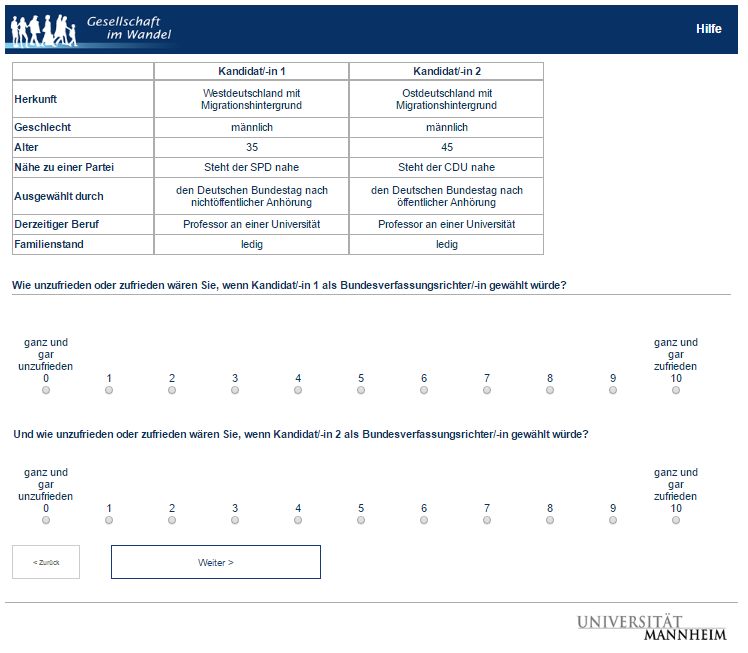 Gesellschaft
im Wandel
Hilfe
Kandidat/-in 1 Kandidat/-in 2
Herkunft Westdeutschland mit Migrationshintergrund Ostdeutschland mit Migrationshintergrund
Geschlecht männlich männlich
Alter 35 45
Nähe zu einer Partei Steht der SPD nahe Steht der CDU nahe
Ausgewählt durch den Deutschen Bundestag nach nichtöffentlicher Anhörung den Deutschen Bundestag nach öffentlicher Anhörung
Derzeitiger Beruf Professor an einer Universität Professor an einer Universität
Familienstand ledig ledig
Wie unzufrieden oder zufrieden wären Sie, wenn Kandidat/-in 1 als Bundesverfassungsrichter/-in gewählt würde?
ganz und ganz und
gar gar
unzufrieden zufrieden
0 1 2 3 4 5 6 7 8 9 10
Und wie unzufrieden oder zufrieden wären Sie, wenn Kandidat/-in 2 als Bundesverfassungsrichter/-in gewählt würde?
ganz und ganz und
gar gar
unzufrieden zufrieden
0 1 2 3 4 5 6 7 8 9 10
< Zurück Weiter >
UNIVERSITÄT
MANNHEIM